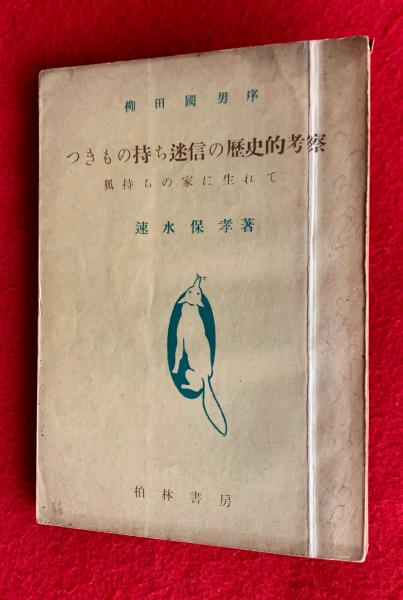 柳田國男序
つきもの持ち迷信の歴史的考察
狐持ちの家に生れて
速水保孝著
柏林書房